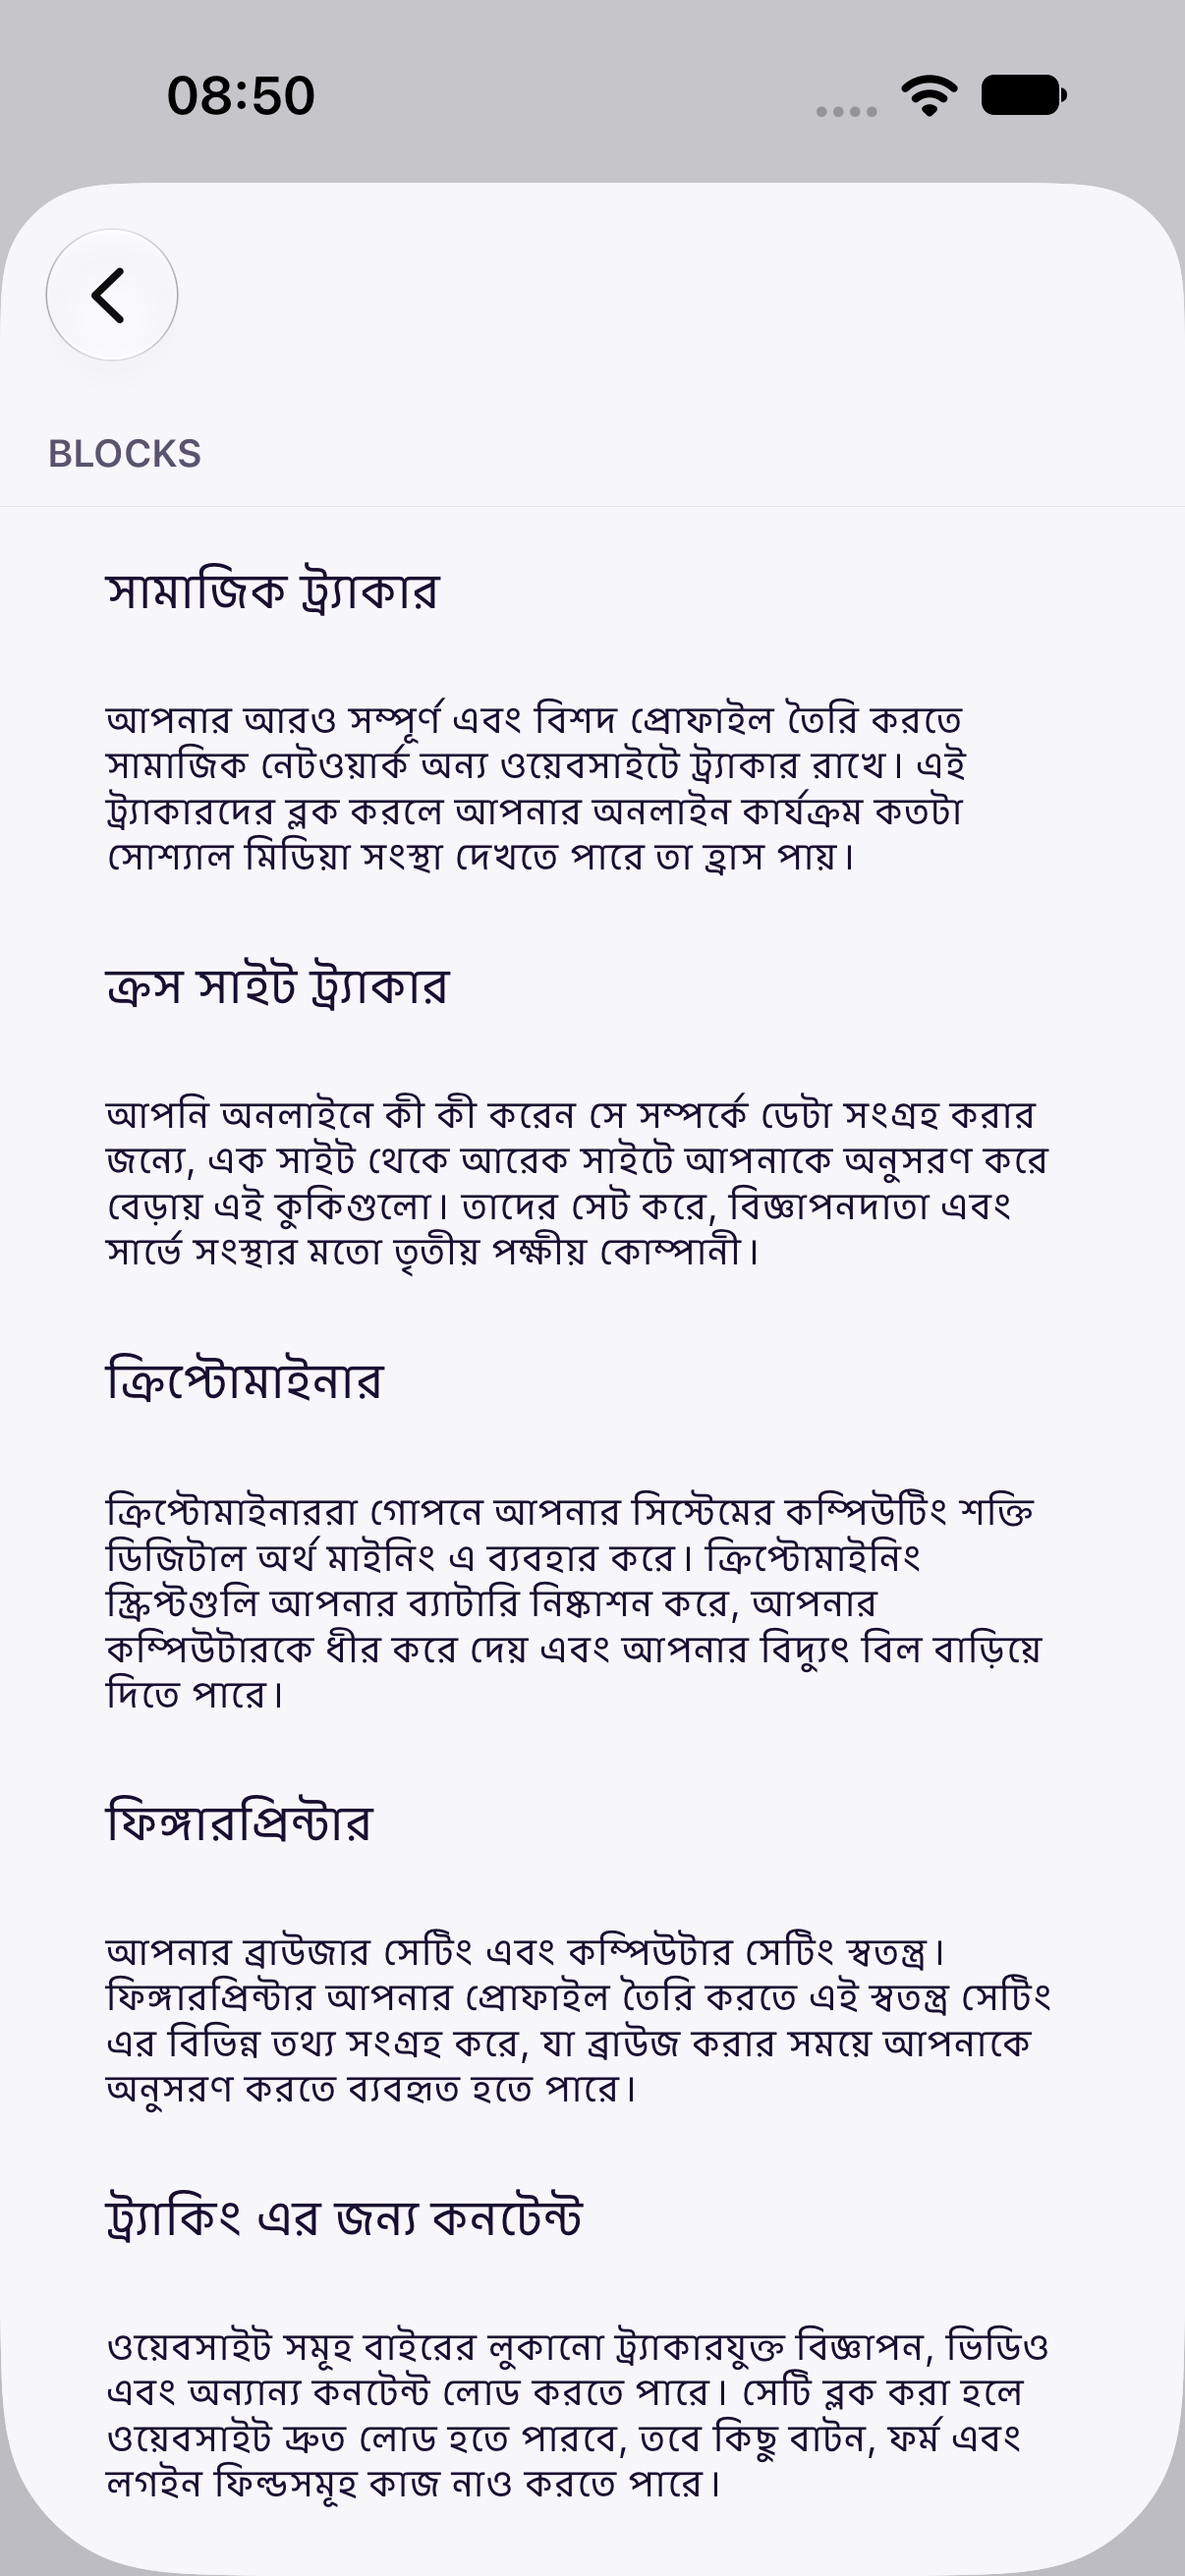 08:50
BLOCKS
সামাজিক ট্র্যাকার
আপনার আরও সম্পূর্ণ এবং বিশদ প্রোফাইল তৈরি করতে
সামাজিক নেটওয়ার্ক অন্য ওয়েবসাইটে ট্র্যাকার রাখে। এই
ট্র্যাকারদের ব্লক করলে আপনার অনলাইন কার্যক্রম কতটা
সোশ্যাল মিডিয়া সংস্থা দেখতে পারে তা হ্রাস পায়।
ক্রস সাইট ট্র্যাকার
আপনি অনলাইনে কী কী করেন সে সম্পর্কে ডেটা সংগ্রহ করার
জন্যে, এক সাইট থেকে আরেক সাইটে আপনাকে অনুসরণ করে
বেড়ায় এই কুকিগুলো। তাদের সেট করে, বিজ্ঞাপনদাতা এবং
সার্ভে সংস্থার মতো তৃতীয় পক্ষীয় কোম্পানী।
ক্রিপ্টোমাইনার
ক্রিপ্টোমাইনাররা গোপনে আপনার সিস্টেমের কম্পিউটিং শক্তি
ডিজিটাল অর্থ মাইনিং এ ব্যবহার করে। ক্রিপ্টোমাইনিং
স্ক্রিপ্টগুলি আপনার ব্যাটারি নিষ্কাশন করে, আপনার
কম্পিউটারকে ধীর করে দেয় এবং আপনার বিদ্যুৎ বিল বাড়িয়ে
দিতে পারে।
ফিঙ্গারপ্রিন্টার
আপনার ব্রাউজার সেটিং এবং কম্পিউটার সেটিং স্বতন্ত্র।
ফিঙ্গারপ্রিন্টার আপনার প্রোফাইল তৈরি করতে এই স্বতন্ত্র সেটিং
এর বিভিন্ন তথ্য সংগ্রহ করে, যা ব্রাউজ করার সময়ে আপনাকে
অনুসরণ করতে ব্যবহৃত হতে পারে।
ট্র্যাকিং এর জন্য কনটেন্ট
ওয়েবসাইট সমূহ বাইরের লুকানো ট্র্যাকারযুক্ত বিজ্ঞাপন, ভিডিও
এবং অন্যান্য কনটেন্ট লোড করতে পারে। সেটি ব্লক করা হলে
ওয়েবসাইট দ্রুত লোড হতে পারবে, তবে কিছু বাটন, ফর্ম এবং
লগইন ফিল্ডসমূহ কাজ নাও করতে পারে।